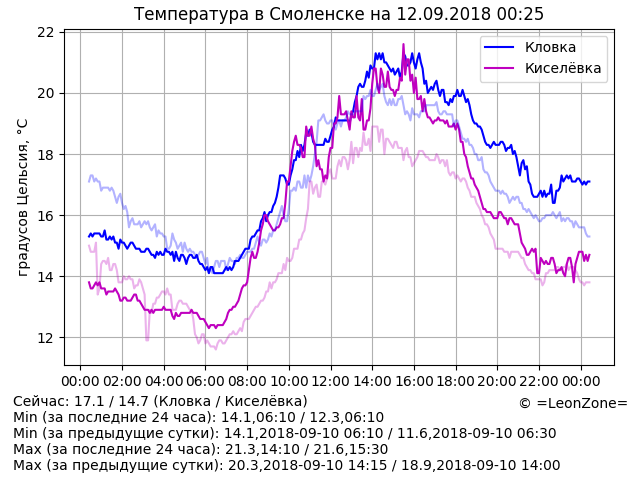 Температура в Смоленске на 12.09.2018 00:25
22
20
18
16
14
12
градусов Цельсия, °C
Кловка
Киселёвка
00:00 02:00 04:00 06:00 08:00 10:00 12:00 14:00 16:00 18:00 20:00 22:00 00:00
Сейчас: 17.1 / 14.7 (Кловка / Киселёвка)
© =LeonZone=
Min (за последние 24 часа): 14.1,06:10 / 12.3,06:10
Min (за предыдущие сутки): 14.1,2018-09-10 06:10 / 11.6,2018-09-10 06:30
Max (за последние 24 часа): 21.3,14:10 / 21.6,15:30
Max (за предыдущие сутки): 20.3,2018-09-10 14:15 / 18.9,2018-09-10 14:00